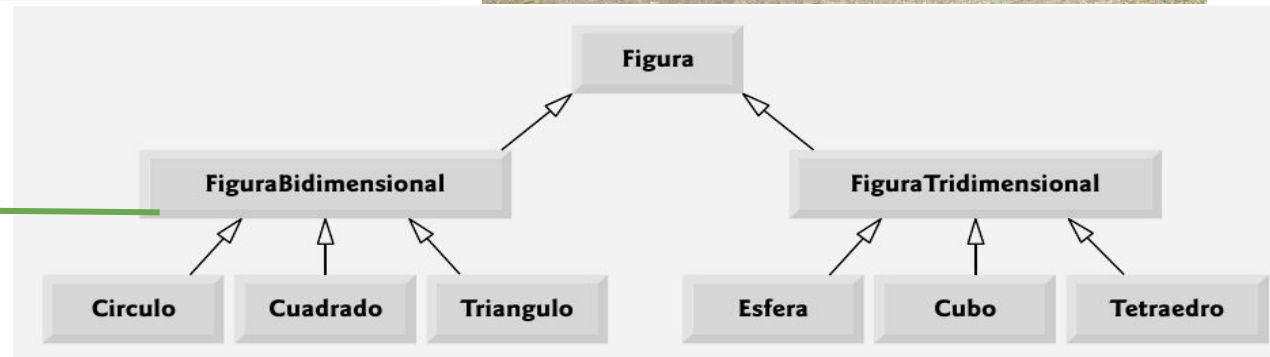 Figura
FiguraBidimensional FiguraTridimensional
Circulo Cuadrado Triangulo Esfera Cubo Tetraedro